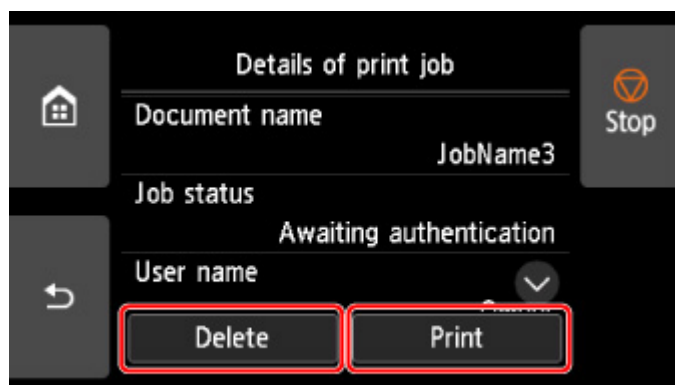 Details of print job
Stop
Document name
JobName3
Job status
Awaiting authentication
User name
Delete
Print